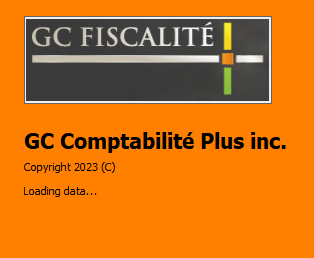 GC FISCALITÉ
GC Comptabilité Plus inc.
Copyright 2023 (C)
Loading data...